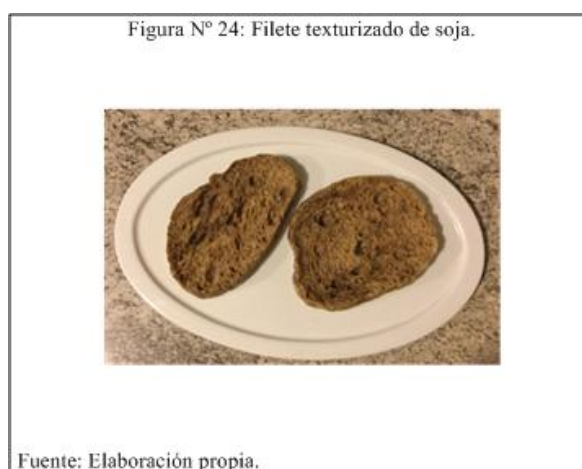 Figura Nº 24: Filete texturizado de soja.
Fuente: Elaboración propia.